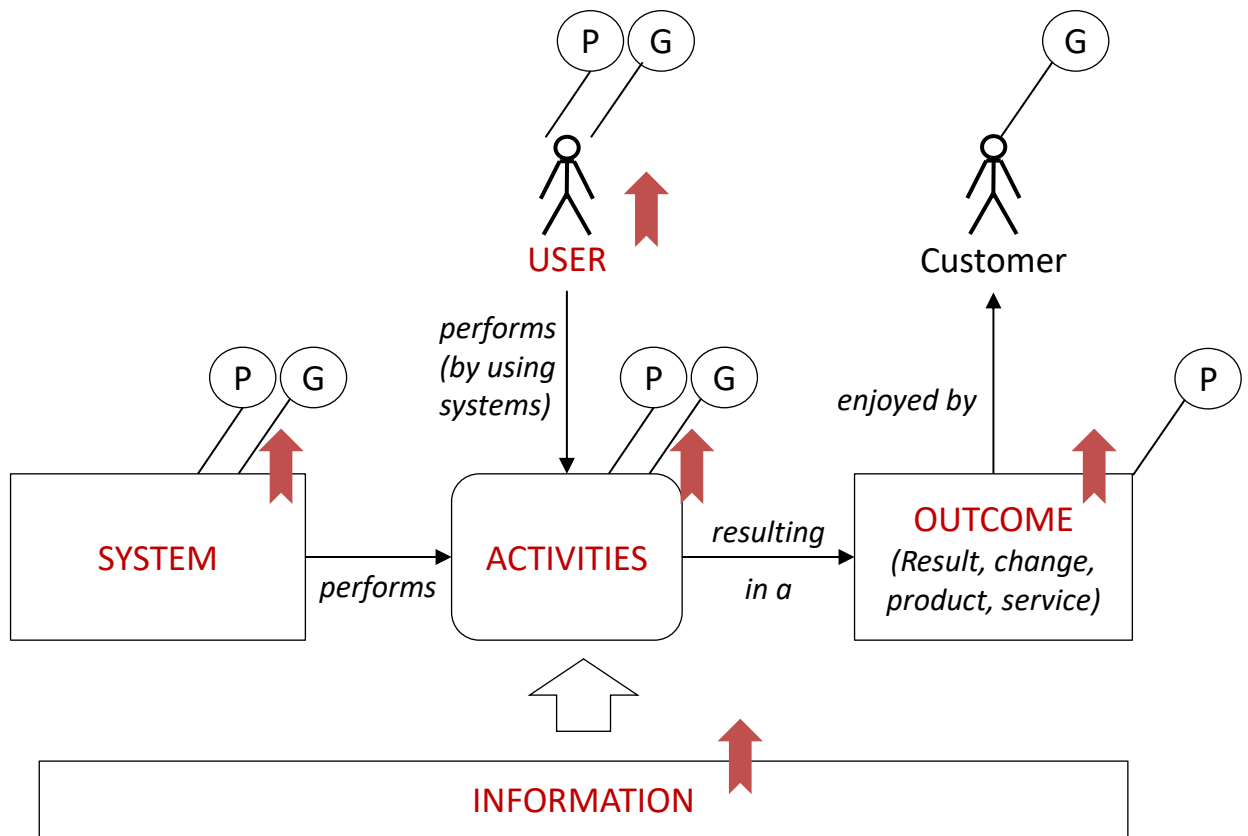 P
G
G
USER
Customer
performs
(by using
systems)
P
G
P
G
enjoyed by
P
SYSTEM
performs
ACTIVITIES
resulting
in a
OUTCOME
(Result, change,
product, service)
INFORMATION